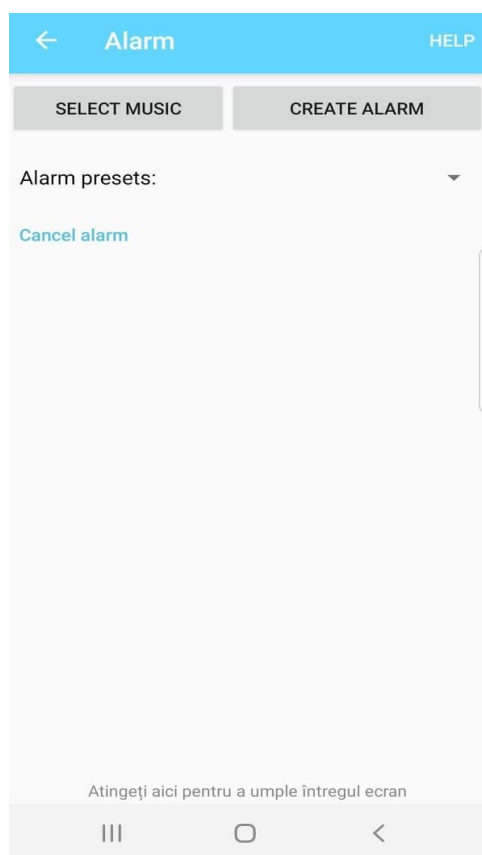 Alarm
HELP
SELECT MUSIC
CREATE ALARM
Alarm presets:
Cancel alarm
Atingeți aici pentru a umple întregul ecran